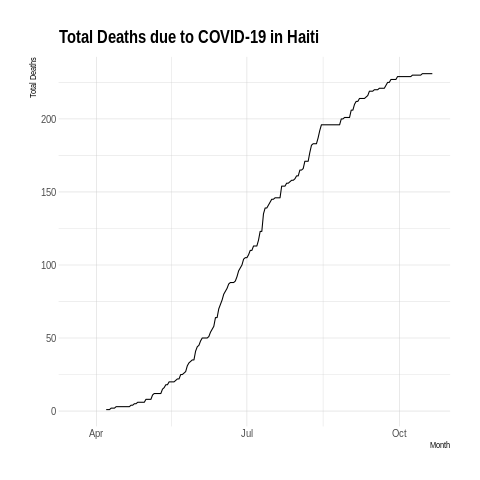 Total Deaths due to COVID-19 in Haiti
Total Deaths
200
150
100
50
0
Apr
Jul
Oct
Month